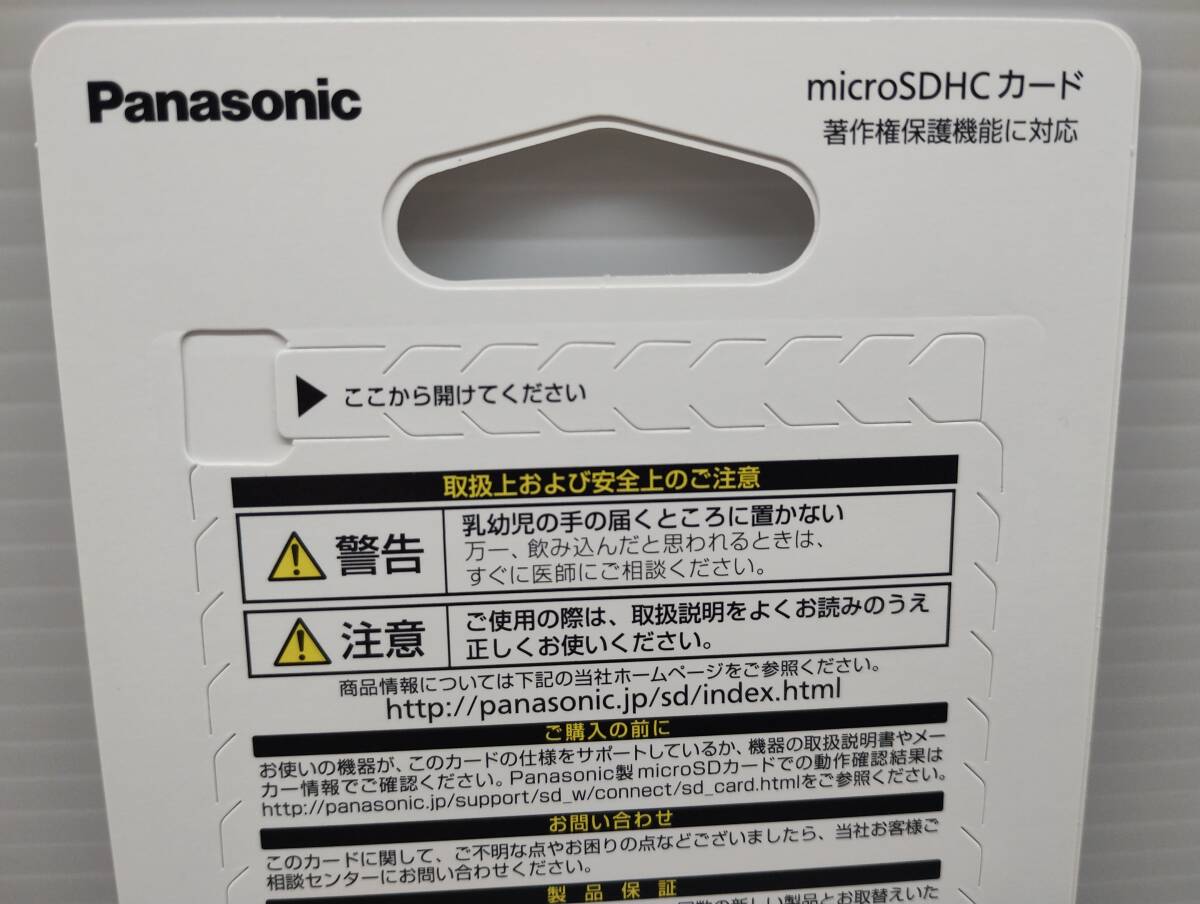 Panasonic
microSDHCカード
著作権保護機能に対応
▶ ここから開けてください
取扱上および安全上のご注意
警告
乳幼児の手の届くところに置かない
万一、飲み込んだと思われるときは、
すぐに医師にご相談ください。
注意
ご使用の際は、取扱説明をよくお読みのうえ
正しくお使いください。
商品情報については下記の当社ホームページをご参照ください。
http://panasonic.jp/sd/index.html
ご購入の前に
お使いの機器が、このカードの仕様をサポートしているか、機器の取扱説明書やメー
カー情報でご確認ください。Panasonic製microSDカードでの動作確認結果は
http://panasonic.jp/support/sd_w/connect/sd_card.htmlをご参照ください。
お問い合わせ
このカードに関して、ご不明な点やお困りの点などございましたら、当社お客様ご
相談センターにお問い合わせください。
製品保証
の新しい製品とお取替えいた